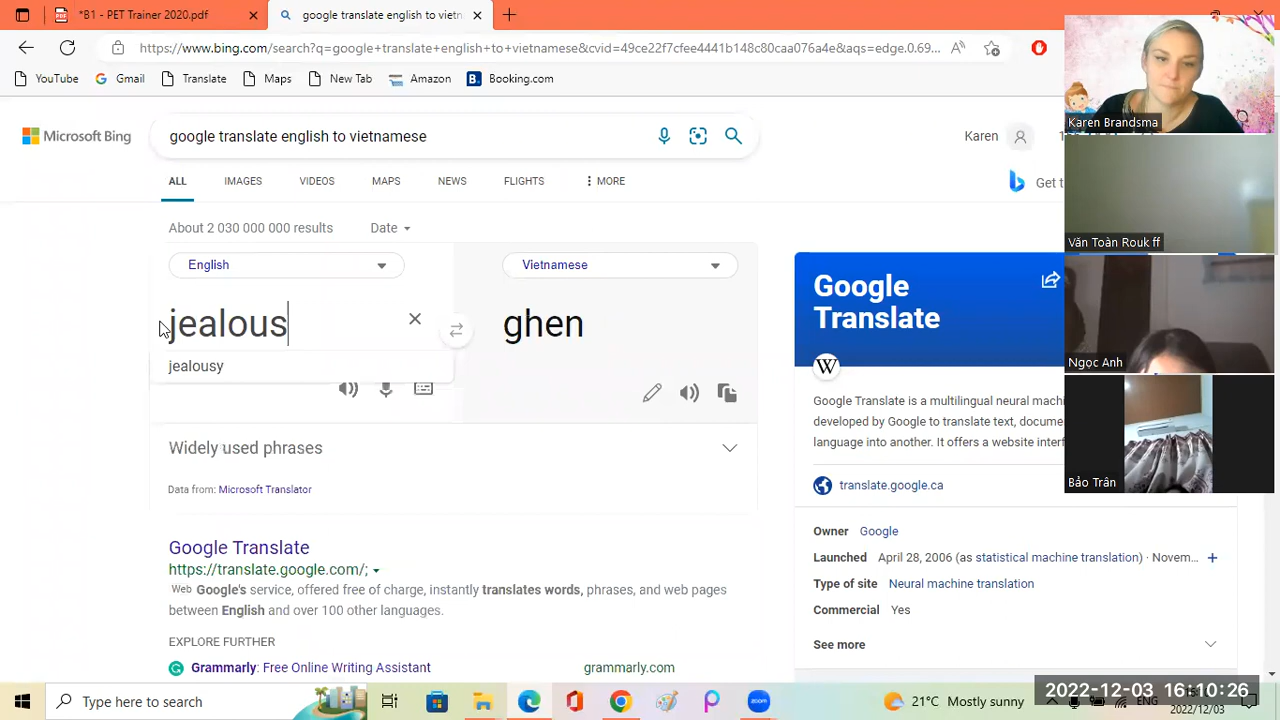 *B1 - PET Trainer 2020.pdf
google translate english to vietn
https://www.bing.com/search?q=google+translate+english+to+vietnamese&cvid=49ce22f7cfee4441b148c80caa076a4e&aqs=edge.0.69...
YouTube
Gmail
Translate
Maps
New Tab
Amazon
Booking.com
Microsoft Bing
google translate english to vietnamese
Karen
ALL
IMAGES
VIDEOS
MAPS
NEWS
FLIGHTS
MORE
Get t
About 2 030 000 000 results
Date
English
Vietnamese
jealous
ghen
jealousy
Widely used phrases
Data from: Microsoft Translator
Google Translate
https://translate.google.com/;
Web Google's service, offered free of charge, instantly translates words, phrases, and web pages
between English and over 100 other languages.
EXPLORE FURTHER
Grammarly: Free Online Writing Assistant
grammarly.com
Google
Translate
W
Google Translate is a multilingual neural machi
developed by Google to translate text, docume
language into another. It offers a website interf
translate.google.ca
Owner Google
Launched April 28, 2006 (as statistical machine translation) · Novem...
Type of site Neural machine translation
Commercial Yes
See more
Karen Brandsma
Văn Toàn Rouk ff
Ngọc Anh
Bảo Trân
Type here to search
zoom
21°C Mostly sunny
ENG
2022-12-03 16:10:26
2022/12/03